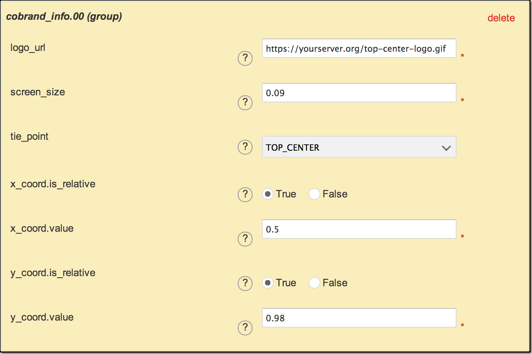 cobrand_info.00 (group)
delete
logo_url
?
https://yourserver.org/top-center-logo.gif
*
screen_size
?
0.09
*
tie_point
?
TOP_CENTER
x_coord.is_relative
?
True
False
x_coord.value
?
0.5
*
y_coord.is_relative
?
True
False
y_coord.value
?
0.98
*